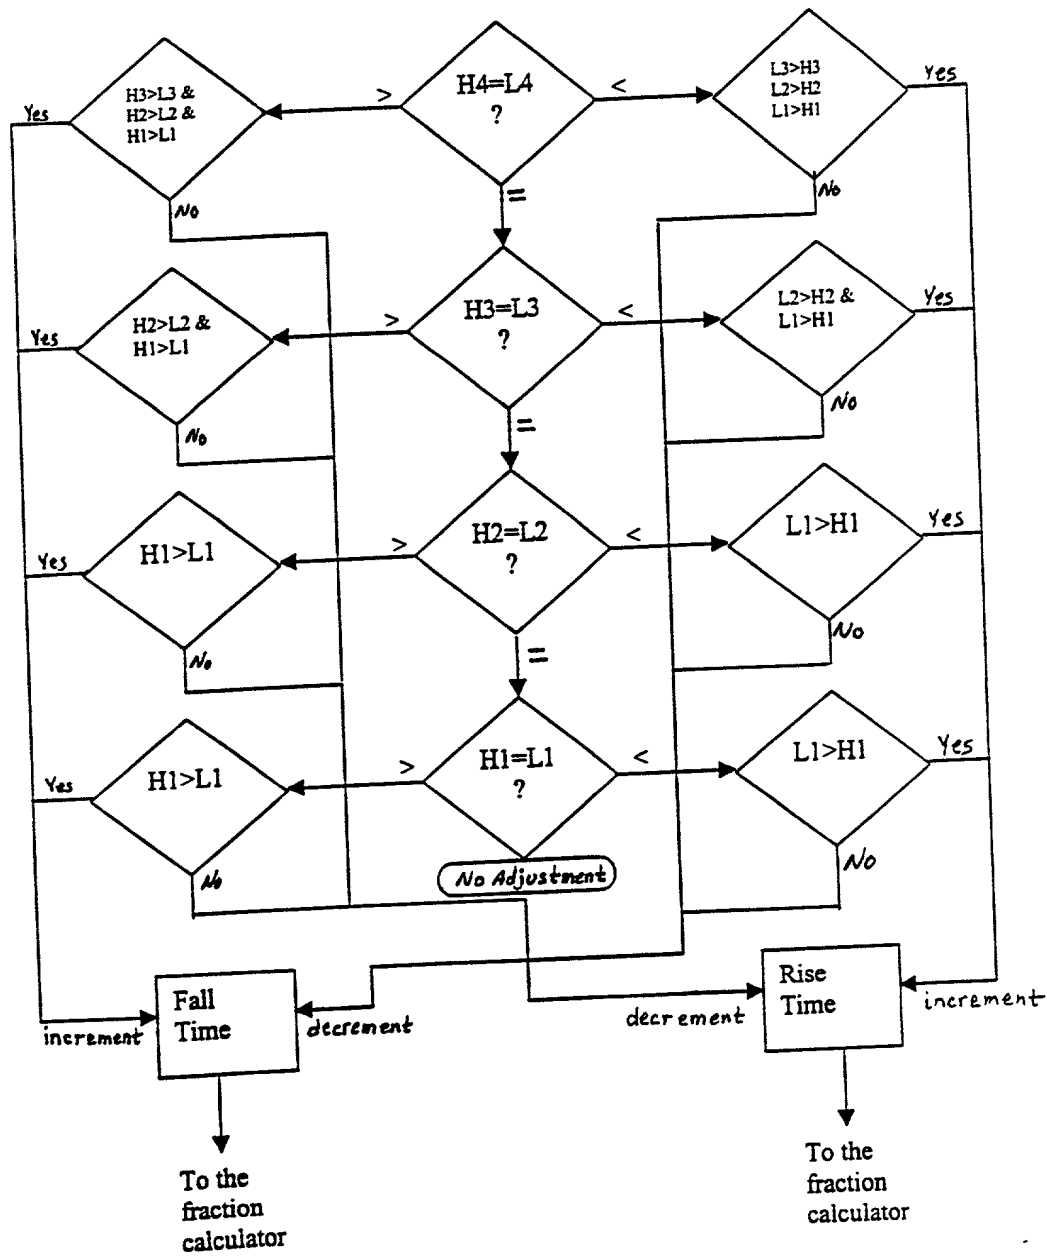 H3>L3 &
H2>L2 &
H1>L1
Yes
No
>
H4=L4
?
<
=
L3>H3
L2>H2
L1>H1
Yes
No
H2>L2 &
H1>L1
Yes
No
>
H3=L3
?
<
=
L2>H2 &
L1>H1
Yes
No
H1>L1
Yes
No
>
H2=L2
?
<
=
L1>H1
Yes
No
H1>L1
Yes
No
>
H1=L1
?
<
No Adjustment
L1>H1
Yes
No
increment
Fall
Time
decrement
decrement
Rise
Time
increment
To the
fraction
calculator
To the
fraction
calculator